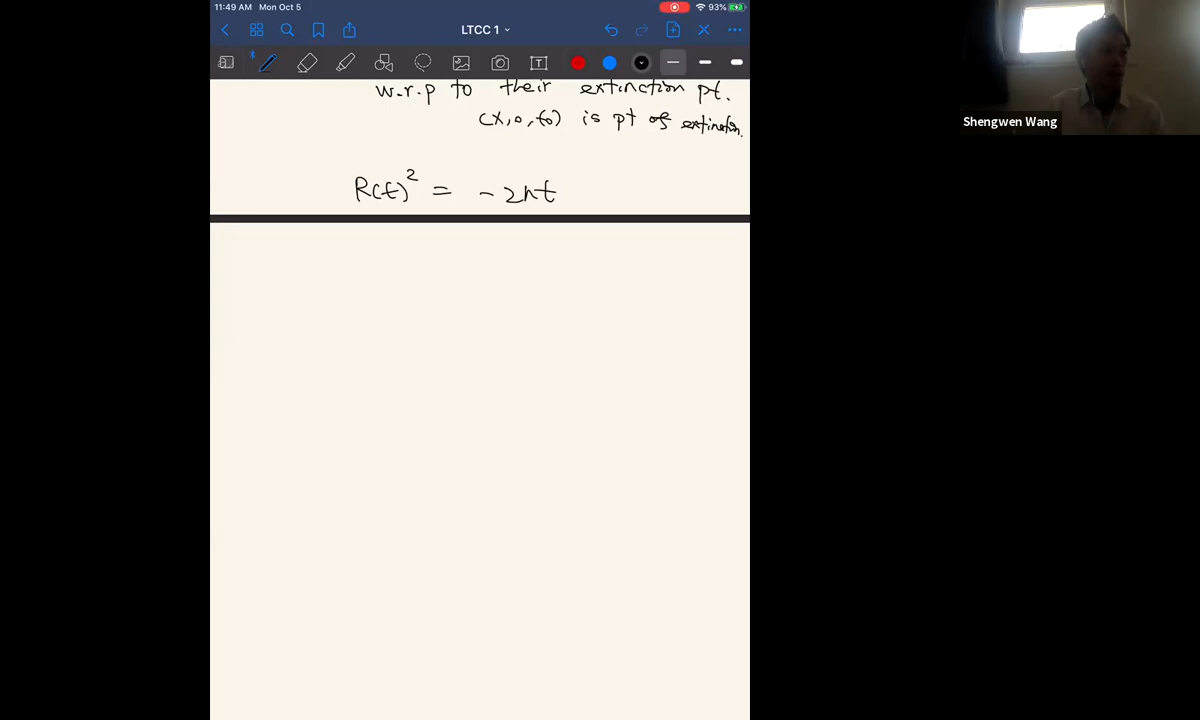 11:49 AM Mon Oct 5
93%
LTCC 1
T
w.r.p to their extinction pt.
(X,0,t0) is pt of extinction.
R(t)² = -2nt
Shengwen Wang